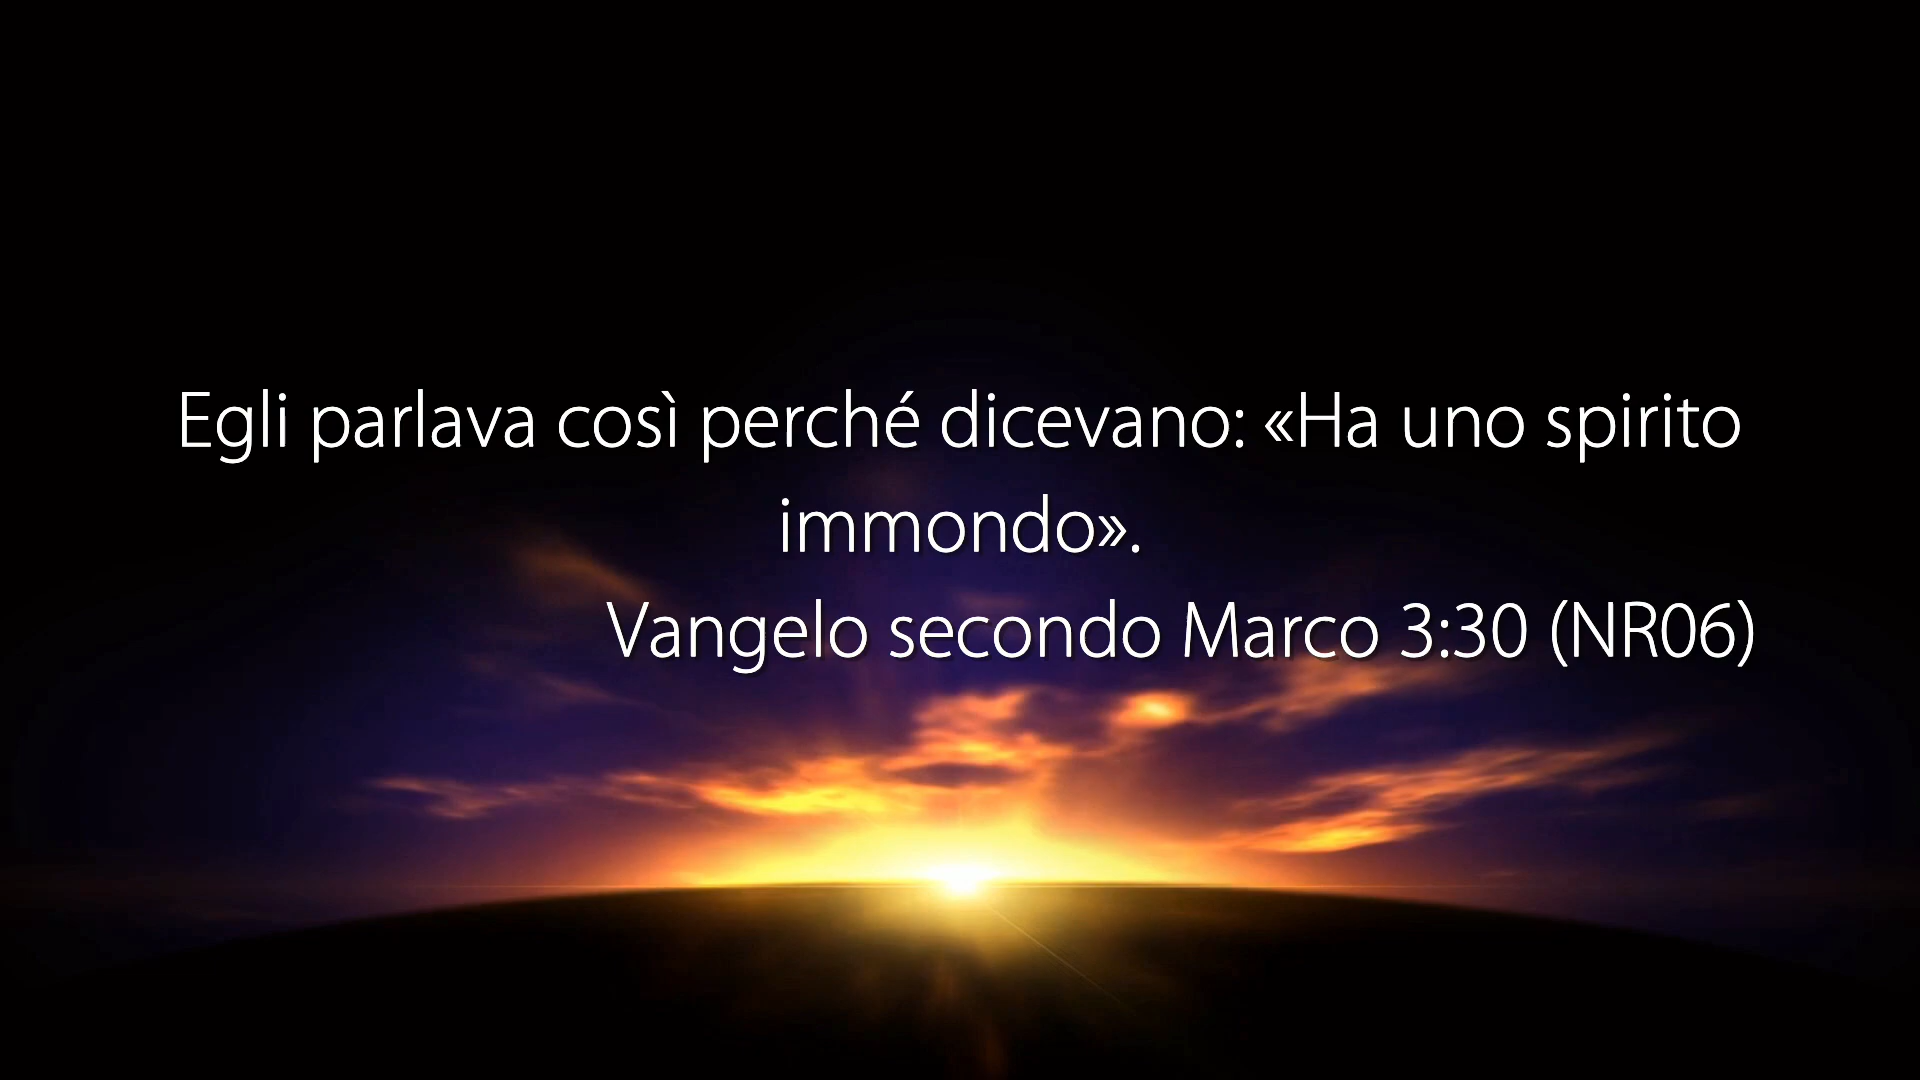 Egli parlava così perché dicevano: «Ha uno spirito
immondo».
Vangelo secondo Marco 3:30 (NR06)